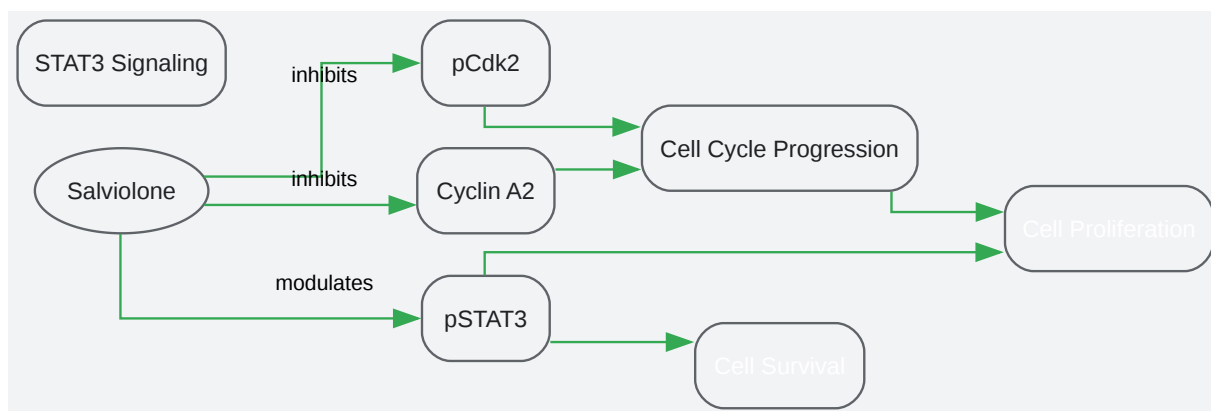 STAT3 Signaling
inhibits
pCdk2
Cell Cycle Progression
Salviolone
inhibits
Cyclin A2
Cell Proliferation
modulates
pSTAT3
Cell Survival